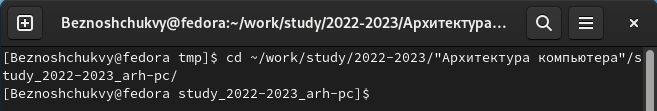 Beznoshchukvy@fedora:~/work/study/2022-2023/Архитектура...
[Beznoshchukvy@fedora tmp]$ cd ~/work/study/2022-2023/"Архитектура компьютера"/s
tudy_2022-2023_arh-pc/
[Beznoshchukvy@fedora study_2022-2023_arh-pc]$